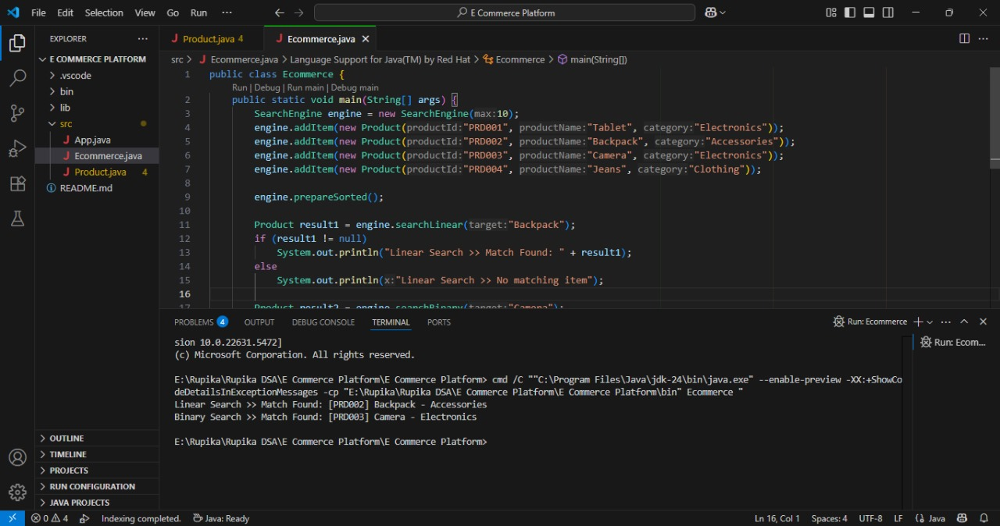 File Edit Selection View Go Run ··· E Commerce Platform
EXPLORER ···
E COMMERCE PLATFORM
.vscode
bin
lib
src
App.java
Ecommerce.java
Product.java 4
README.md
OUTLINE
TIMELINE
PROJECTS
RUN CONFIGURATION
JAVA PROJECTS
Product.java 4 Ecommerce.java
src > Ecommerce.java > Language Support for Java(TM) by Red Hat > Ecommerce > main(String[])
1 public class Ecommerce {
Run | Debug | Run main | Debug main
2 public static void main(String[] args) {
3 SearchEngine engine = new SearchEngine(max:10);
4 engine.addItem(new Product(productId:"PRD001", productName:"Tablet", category:"Electronics"));
5 engine.addItem(new Product(productId:"PRD002", productName:"Backpack", category:"Accessories"));
6 engine.addItem(new Product(productId:"PRD003", productName:"Camera", category:"Electronics"));
7 engine.addItem(new Product(productId:"PRD004", productName:"Jeans", category:"Clothing"));
8
9 engine.prepareSorted();
10
11 Product result1 = engine.searchLinear(target:"Backpack");
12 if (result1 != null)
13 System.out.println("Linear Search >> Match Found: " + result1);
14 else
15 System.out.println(x:"Linear Search >> No matching item");
16
17 Product result2 = engine.searchBinary(target:"Camera");
PROBLEMS 4 OUTPUT DEBUG CONSOLE TERMINAL PORTS Run: Ecommerce
Run: Ecom...
sion 10.0.22631.5472]
(c) Microsoft Corporation. All rights reserved.
E:\Rupika\Rupika DSA\E Commerce Platform\E Commerce Platform> cmd /C ""C:\Program Files\Java\jdk-24\bin\java.exe" --enable-preview -XX:+ShowCo
deDetailsInExceptionMessages -cp "E:\Rupika\Rupika DSA\E Commerce Platform\E Commerce Platform\bin" Ecommerce "
Linear Search >> Match Found: [PRD002] Backpack - Accessories
Binary Search >> Match Found: [PRD003] Camera - Electronics
E:\Rupika\Rupika DSA\E Commerce Platform\E Commerce Platform>
0 4 Indexing completed. Java: Ready Ln 16, Col 1 Spaces: 4 UTF-8 LF Java